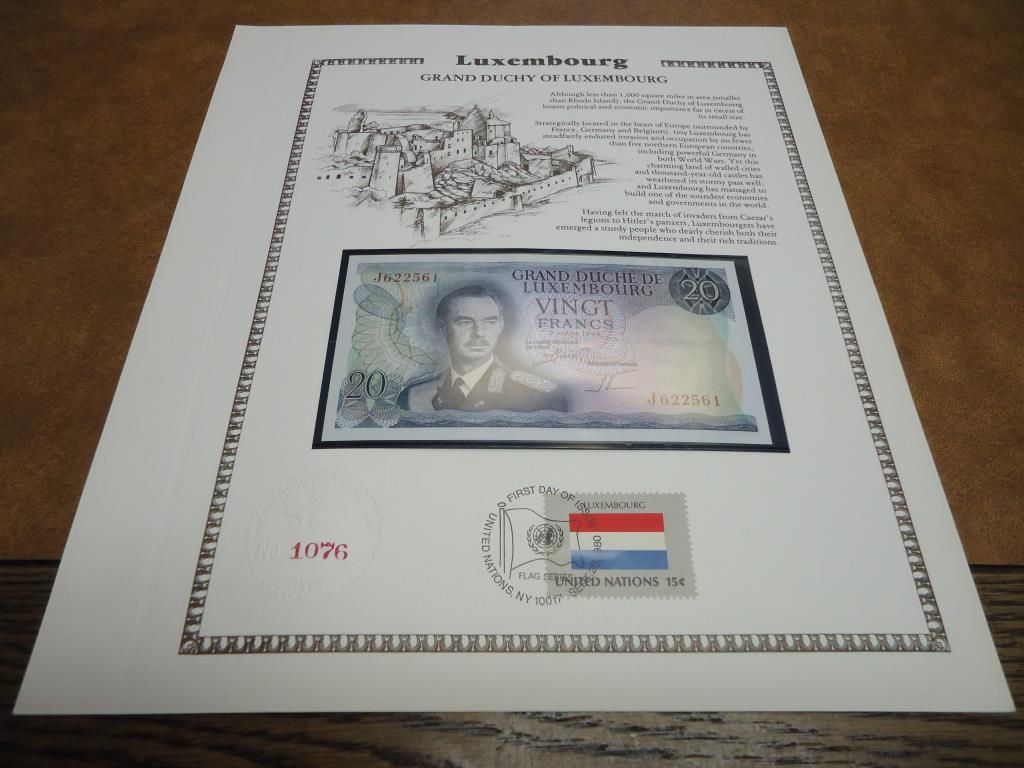 Luxembourg
GRAND DUCHY OF LUXEMBOURG
Although less than 1,000 square miles in area (smaller
than Rhode Island), the Grand Duchy of Luxembourg
boasts political and economic importance far in excess of
its small size.
Strategically located in the heart of Europe (surrounded by
France, Germany and Belgium), tiny Luxembourg has
steadfastly endured invasion and occupation by no fewer
than five northern European countries,
including powerful Germany in
both World Wars. Yet this
charming land of walled cities
and thousand-year-old castles has
weathered its stormy past well,
and Luxembourg has managed to
build one of the soundest economies
and governments in the world.
Having felt the march of invaders from Caesar's
legions to Hitler's panzers, Luxembourgers have
emerged a sturdy people who dearly cherish both their
independence and their rich traditions.
J622561
GRAND-DUCHÉ DE
LUXEMBOURG
20
VINGT
FRANCS
20
J622561
No. 1076
1980
FIRST DAY OF ISSUE
UNITED NATIONS, NY 10017
FLAG SERIES
LUXEMBOURG
UNITED NATIONS 15¢